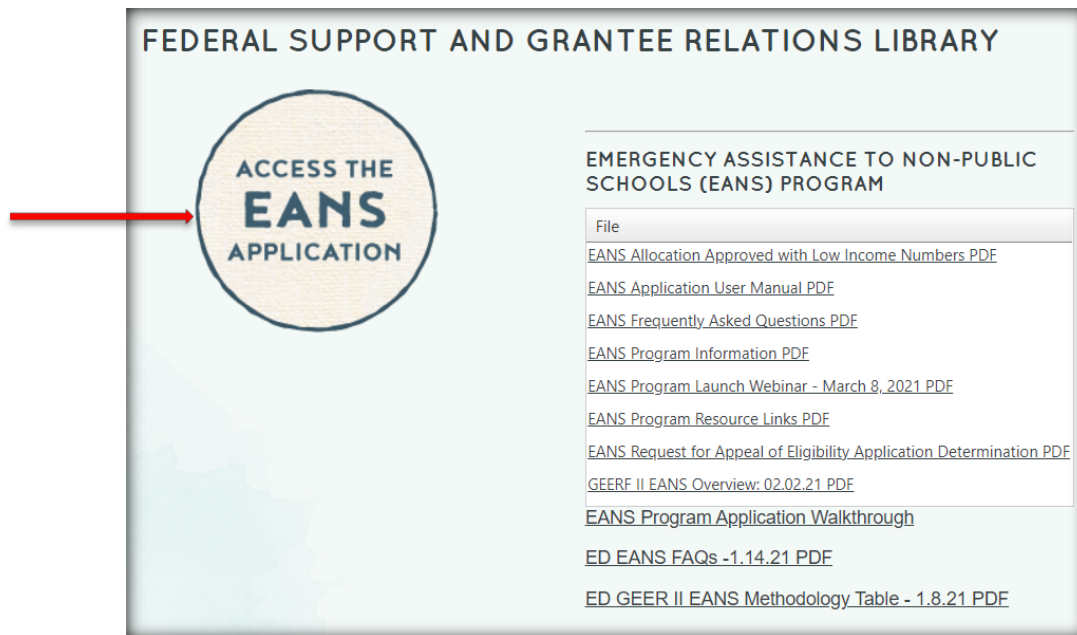 FEDERAL SUPPORT AND GRANTEE RELATIONS LIBRARY
ACCESS THE
EANS
APPLICATION
EMERGENCY ASSISTANCE TO NON-PUBLIC
SCHOOLS (EANS) PROGRAM
File
EANS Allocation Approved with Low Income Numbers PDF
EANS Application User Manual PDF
EANS Frequently Asked Questions PDF
EANS Program Information PDF
EANS Program Launch Webinar - March 8, 2021 PDF
EANS Program Resource Links PDF
EANS Request for Appeal of Eligibility Application Determination PDF
GEERF II EANS Overview: 02.02.21 PDF
EANS Program Application Walkthrough
ED EANS FAQs -1.14.21 PDF
ED GEER II EANS Methodology Table - 1.8.21 PDF